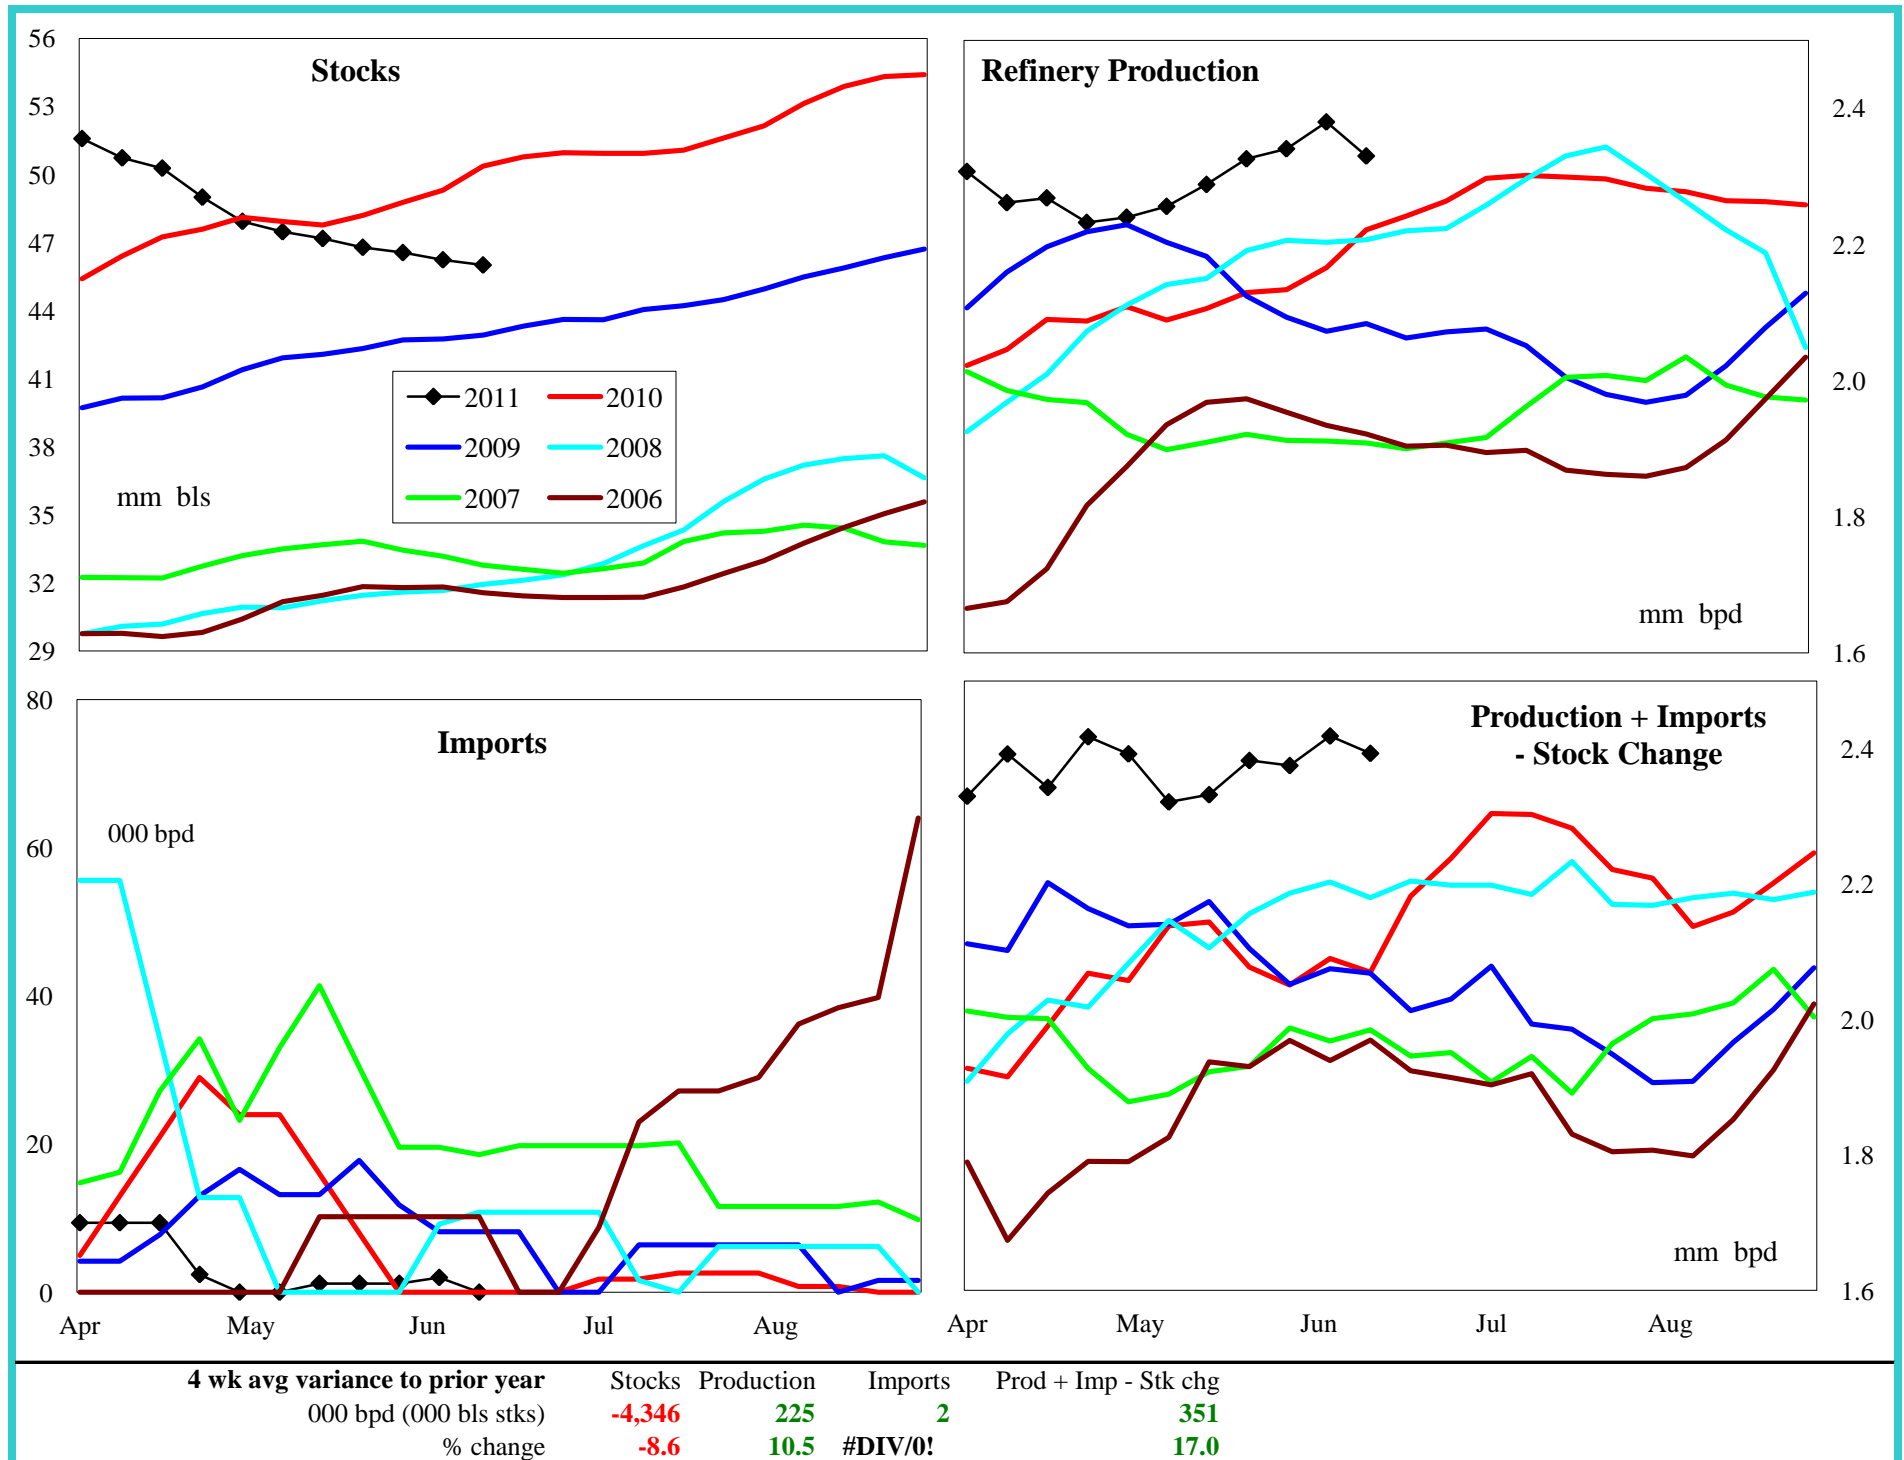 Stocks
56
53
50
47
44
41
38
35
32
29
mm bls
2011 2010
2009 2008
2007 2006
Refinery Production
2.4
2.2
2.0
1.8
1.6
mm bpd
Imports
80
60
40
20
0
000 bpd
Apr May Jun Jul Aug
Production + Imports
- Stock Change
2.4
2.2
2.0
1.8
1.6
mm bpd
Apr May Jun Jul Aug
4 wk avg variance to prior year Stocks Production Imports Prod + Imp - Stk chg
000 bpd (000 bls stks) -4,346 225 2 351
% change -8.6 10.5 #DIV/0! 17.0